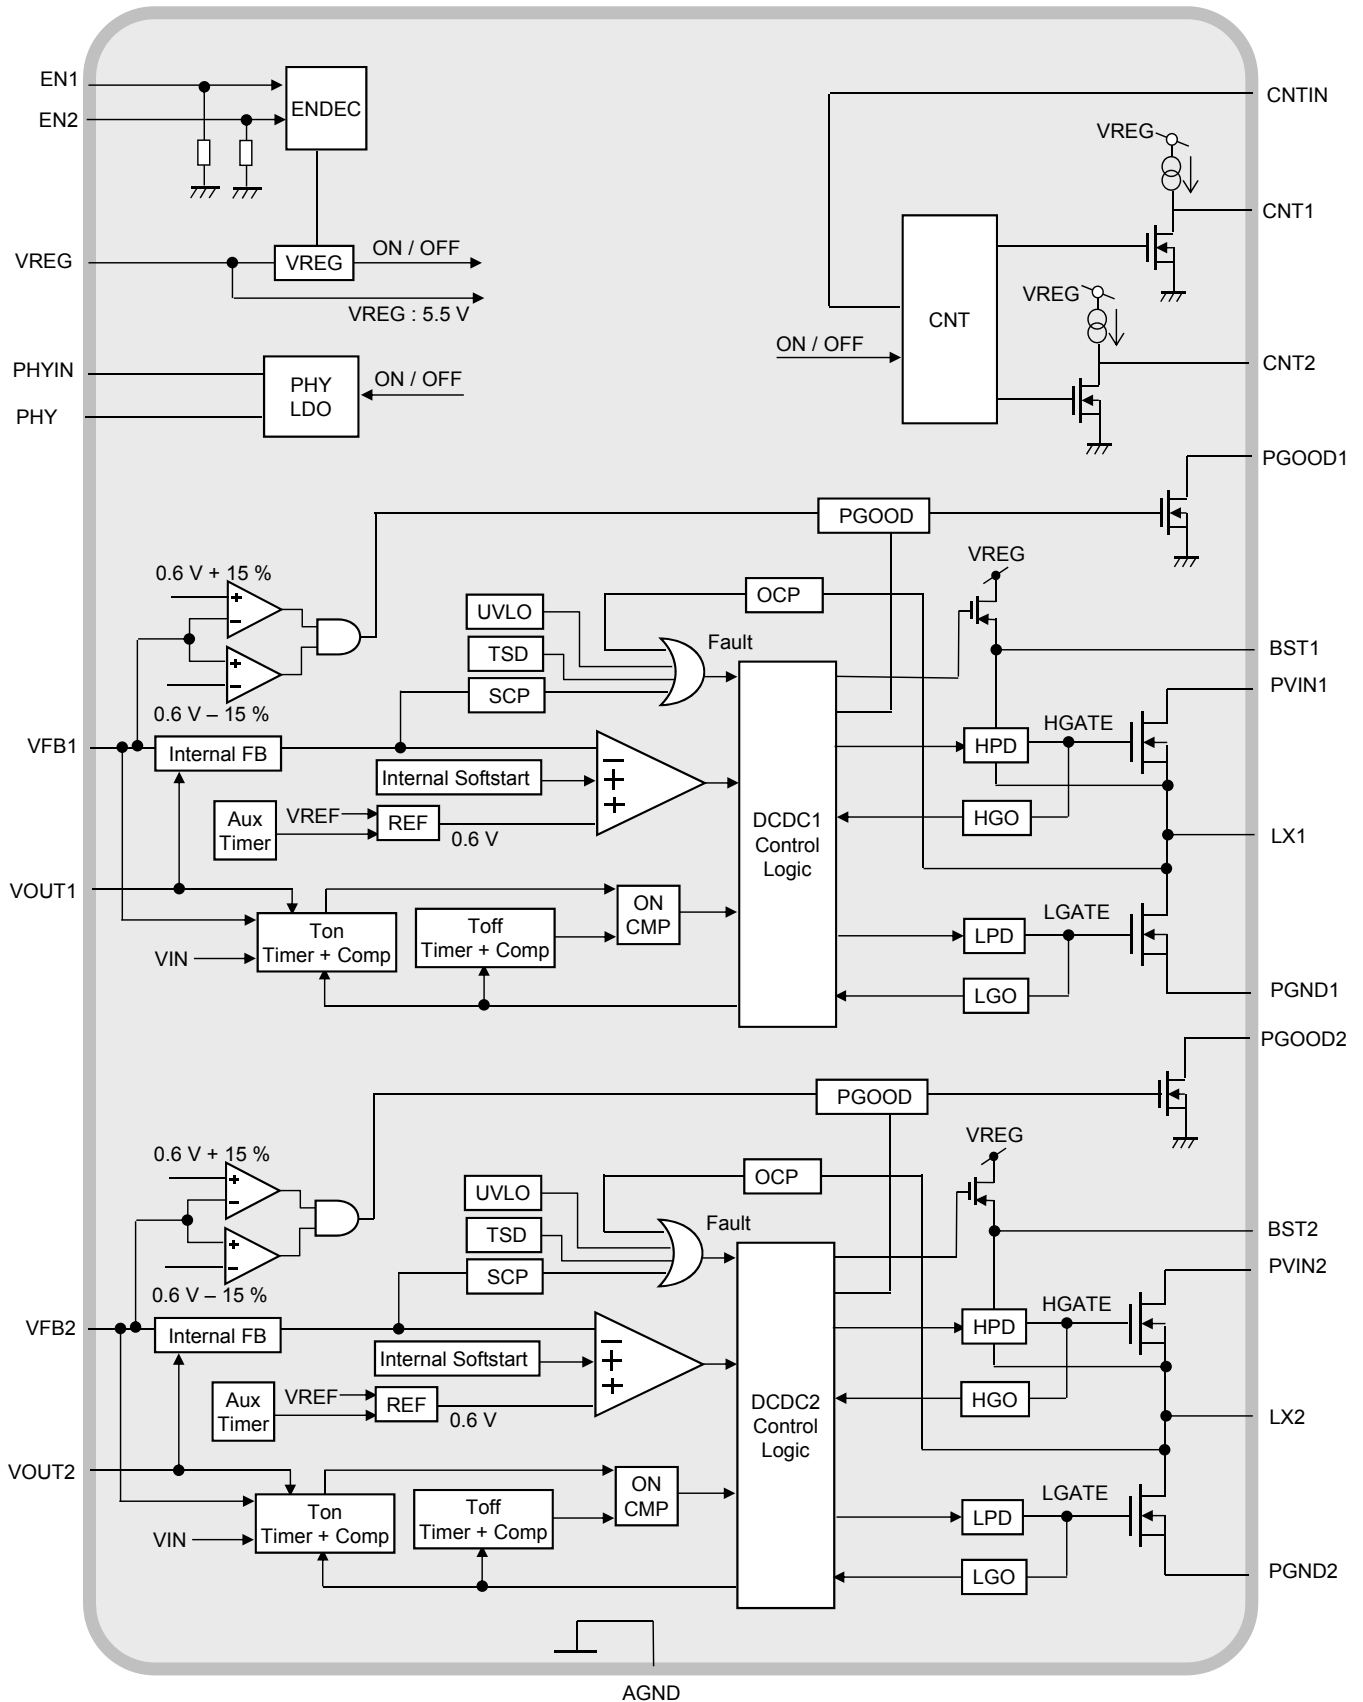 EN1
ENDEC
CNTIN
EN2
VREG
CNT1
VREG
VREG
ON / OFF
VREG : 5.5 V
VREG
CNT
ON / OFF
CNT2
PHYIN
PHY
PHY
LDO
ON / OFF
PGOOD1
PGOOD
0.6 V + 15 %
+
−
+
−
0.6 V – 15 %
UVLO
TSD
SCP
OCP
Fault
VREG
BST1
PVIN1
VFB1
Internal FB
Internal Softstart
−
+
+
Aux
Timer
VREF
REF
0.6 V
DCDC1
Control
Logic
HPD
HGATE
HGO
LX1
VOUT1
Ton
Timer + Comp
VIN
Toff
Timer + Comp
ON
CMP
LPD
LGATE
LGO
PGND1
PGOOD2
PGOOD
0.6 V + 15 %
+
−
+
−
0.6 V – 15 %
UVLO
TSD
SCP
OCP
Fault
VREG
BST2
PVIN2
VFB2
Internal FB
Internal Softstart
−
+
+
Aux
Timer
VREF
REF
0.6 V
DCDC2
Control
Logic
HPD
HGATE
HGO
LX2
VOUT2
Ton
Timer + Comp
VIN
Toff
Timer + Comp
ON
CMP
LPD
LGATE
LGO
PGND2
AGND